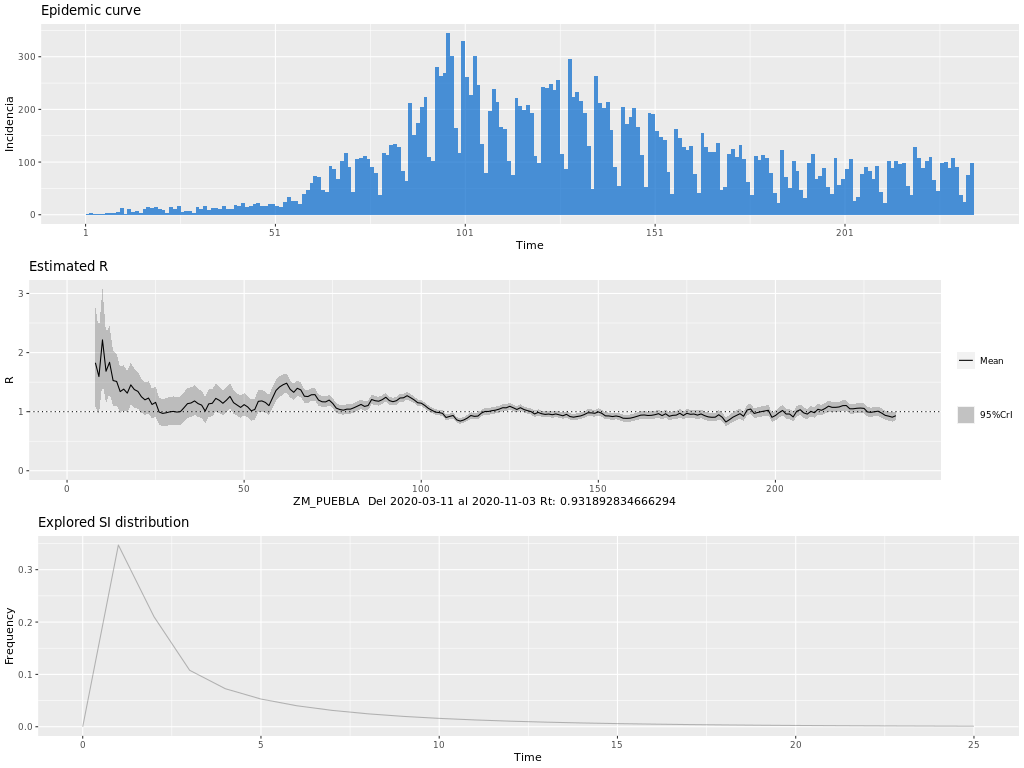 Epidemic curve
300
200
100
0
Incidencia
1
51
101
151
201
Time
Estimated R
3
2
1
0
R
0
50
100
150
200
Mean
95%CrI
ZM_PUEBLA Del 2020-03-11 al 2020-11-03 Rt: 0.931892834666294
Explored SI distribution
0.3
0.2
0.1
0.0
Frequency
0
5
10
15
20
25
Time